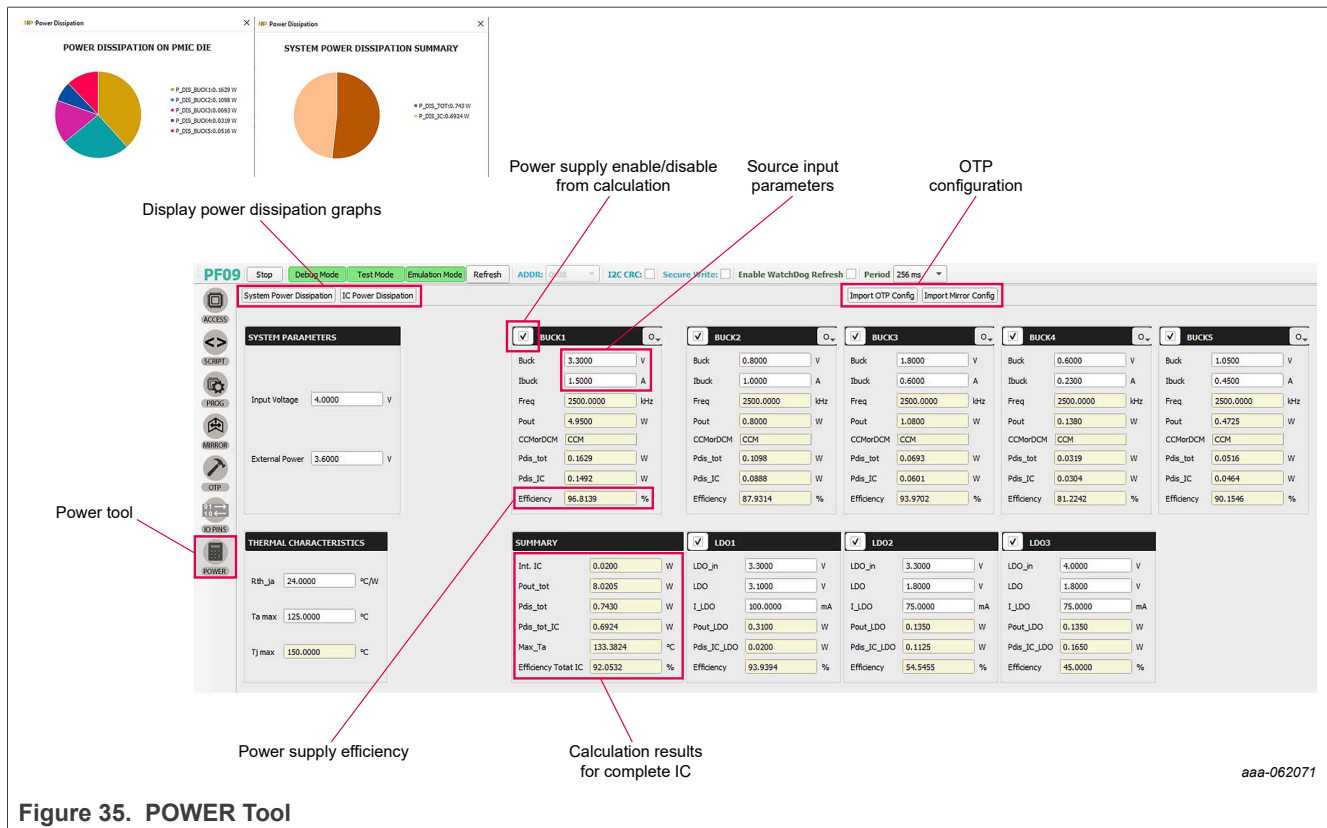 Power Dissipation
POWER DISSIPATION ON PMIC DIE
P_DIS_BUCK1:0.1629 W
P_DIS_BUCK2:0.1098 W
P_DIS_BUCK3:0.0693 W
P_DIS_BUCK4:0.0319 W
P_DIS_BUCK5:0.0516 W
Power Dissipation
SYSTEM POWER DISSIPATION SUMMARY
P_DIS_TOT:0.743 W
P_DIS_IC:0.6924 W
Power supply enable/disable
from calculation
Source input
parameters
OTP
configuration
Display power dissipation graphs
PF09 Stop Debug Mode Test Mode Emulation Mode Refresh ADDR: I2C CRC: Secure Write: Enable WatchDog Refresh Period 256 ms
System Power Dissipation IC Power Dissipation Import OTP Config Import Mirror Config
ACCESS
SCRIPT
PROG
MIRROR
OTP
IO PINS
POWER
Power tool
SYSTEM PARAMETERS
Input Voltage 4.0000 V
External Power 3.6000 V
BUCK1
Buck 3.3000 V
Ibuck 1.5000 A
Freq 2500.0000 kHz
Pout 4.9500 W
CCMorDCM CCM
Pdis_tot 0.1629 W
Pdis_IC 0.1492 W
Efficiency 96.8139 %
BUCK2
Buck 0.8000 V
Ibuck 1.0000 A
Freq 2500.0000 kHz
Pout 0.8000 W
CCMorDCM CCM
Pdis_tot 0.1098 W
Pdis_IC 0.0888 W
Efficiency 87.9314 %
BUCK3
Buck 1.8000 V
Ibuck 0.6000 A
Freq 2500.0000 kHz
Pout 1.0800 W
CCMorDCM CCM
Pdis_tot 0.0693 W
Pdis_IC 0.0601 W
Efficiency 93.9702 %
BUCK4
Buck 0.6000 V
Ibuck 0.2300 A
Freq 2500.0000 kHz
Pout 0.1380 W
CCMorDCM CCM
Pdis_tot 0.0319 W
Pdis_IC 0.0304 W
Efficiency 81.2242 %
BUCK5
Buck 1.0500 V
Ibuck 0.4500 A
Freq 2500.0000 kHz
Pout 0.4725 W
CCMorDCM CCM
Pdis_tot 0.0516 W
Pdis_IC 0.0464 W
Efficiency 90.1546 %
THERMAL CHARACTERISTICS
Rth_ja 24.0000 °C/W
Ta max 125.0000 °C
Tj max 150.0000 °C
SUMMARY
Int. IC 0.0200 W
Pout_tot 8.0205 W
Pdis_tot 0.7430 W
Pdis_tot_IC 0.6924 W
Max_Ta 133.3824 °C
Efficiency Totat IC 92.0532 %
LDO1
LDO_in 3.3000 V
LDO 3.1000 V
I_LDO 100.0000 mA
Pout_LDO 0.3100 W
Pdis_IC_LDO 0.0200 W
Efficiency 93.9394 %
LDO2
LDO_in 3.3000 V
LDO 1.8000 V
I_LDO 75.0000 mA
Pout_LDO 0.1350 W
Pdis_IC_LDO 0.1125 W
Efficiency 54.5455 %
LDO3
LDO_in 4.0000 V
LDO 1.8000 V
I_LDO 75.0000 mA
Pout_LDO 0.1350 W
Pdis_IC_LDO 0.1650 W
Efficiency 45.0000 %
Power supply efficiency
Calculation results
for complete IC
aaa-062071
Figure 35. POWER Tool